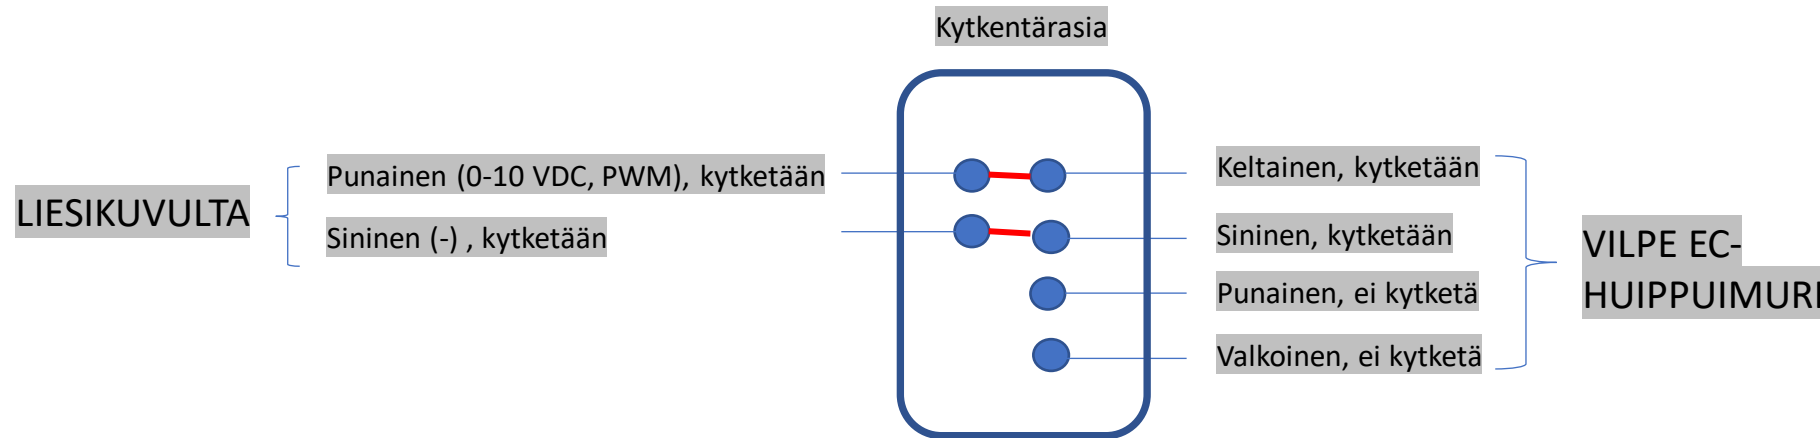 Kytkentärasia
LIESIKUVULTA
Punainen (0-10 VDC, PWM), kytketään
Sininen (-) , kytketään
Keltainen, kytketään
Sininen, kytketään
Punainen, ei kytketä
Valkoinen, ei kytketä
VILPE EC-
HUIPPUIMURI